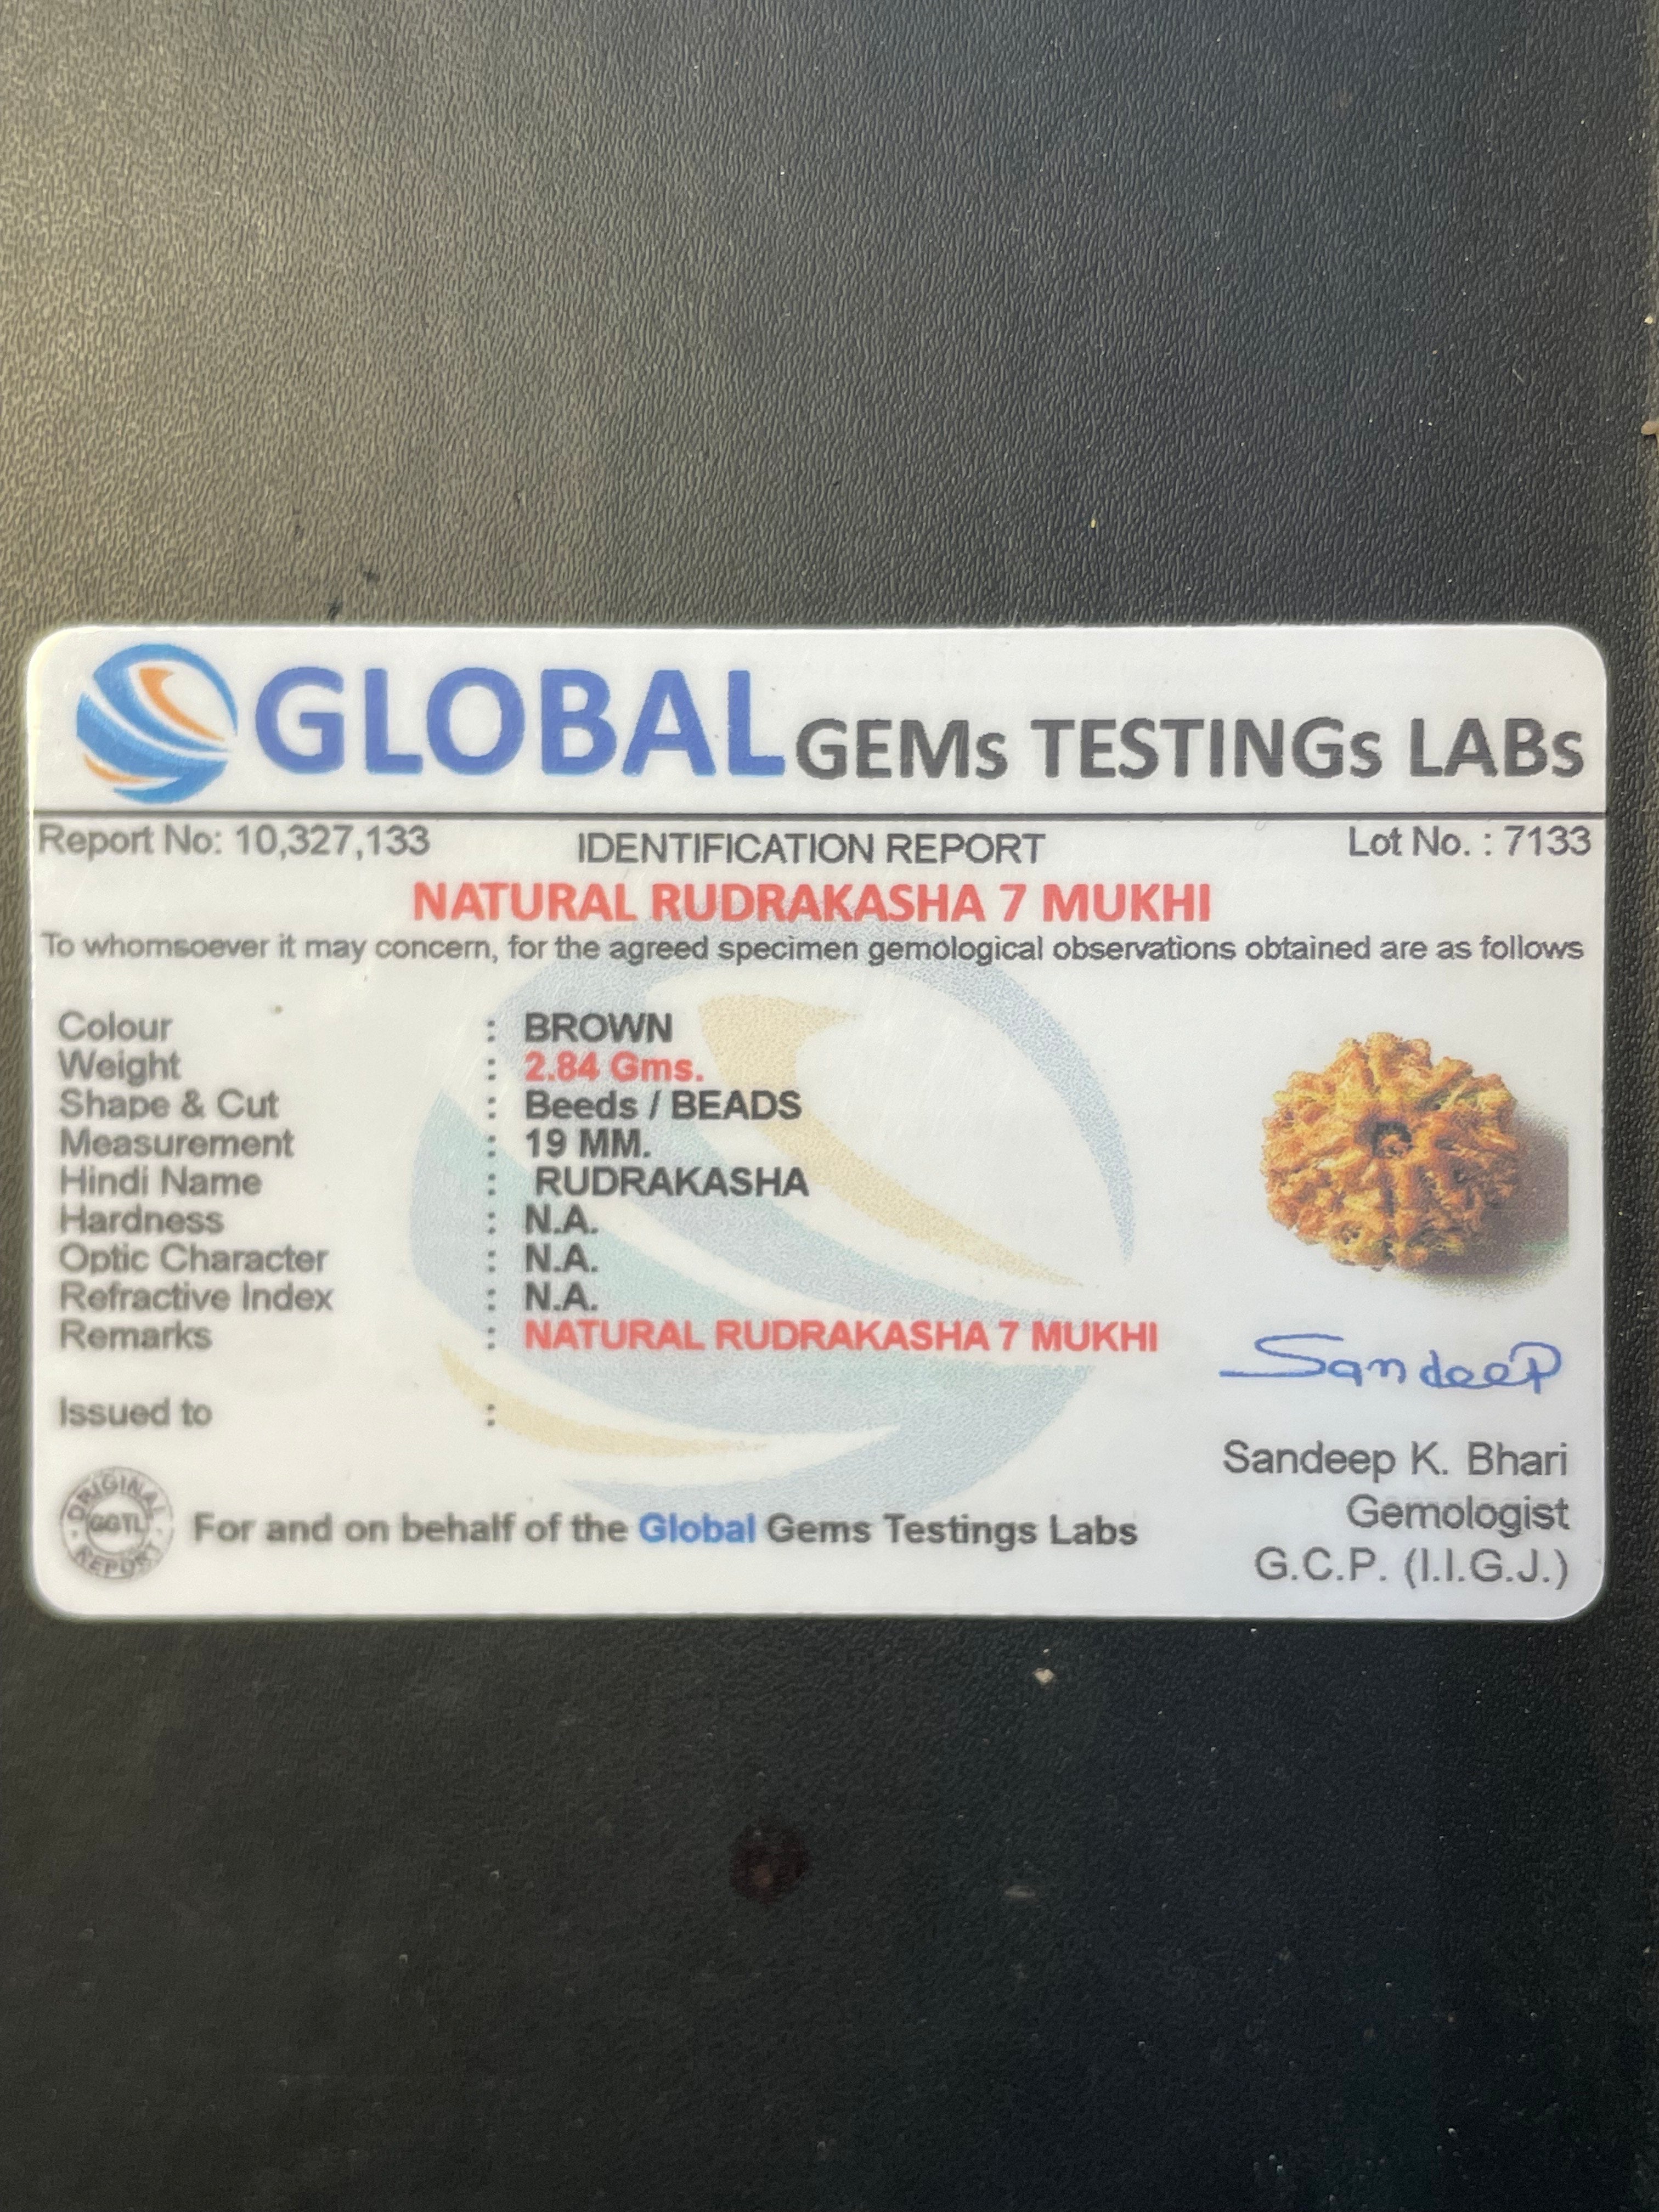 GLOBAL GEMs TESTINGs LABs
Report No: 10,327,133 IDENTIFICATION REPORT Lot No. : 7133
NATURAL RUDRAKASHA 7 MUKHI
To whomsoever it may concern, for the agreed specimen gemological observations obtained are as follows
Colour : BROWN
Weight : 2.84 Gms.
Shape & Cut : Beeds / BEADS
Measurement : 19 MM.
Hindi Name : RUDRAKASHA
Hardness : N.A.
Optic Character : N.A.
Refractive Index : N.A.
Remarks : NATURAL RUDRAKASHA 7 MUKHI
SandeeP
Issued to :
Sandeep K. Bhari
Gemologist
G.C.P. (I.I.G.J.)
ORIGINAL
GGTL
REPORT
For and on behalf of the Global Gems Testings Labs